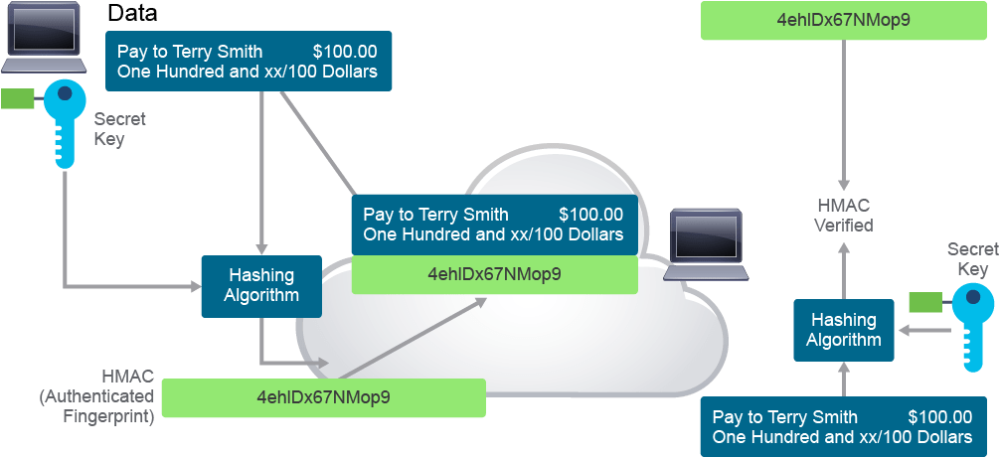 Data
Pay to Terry Smith $100.00
One Hundred and xx/100 Dollars
Secret
Key
Pay to Terry Smith $100.00
One Hundred and xx/100 Dollars
4ehIDx67NMop9
Hashing
Algorithm
HMAC
(Authenticated
Fingerprint)
4ehIDx67NMop9
4ehIDx67NMop9
HMAC
Verified
Secret
Key
Hashing
Algorithm
Pay to Terry Smith $100.00
One Hundred and xx/100 Dollars